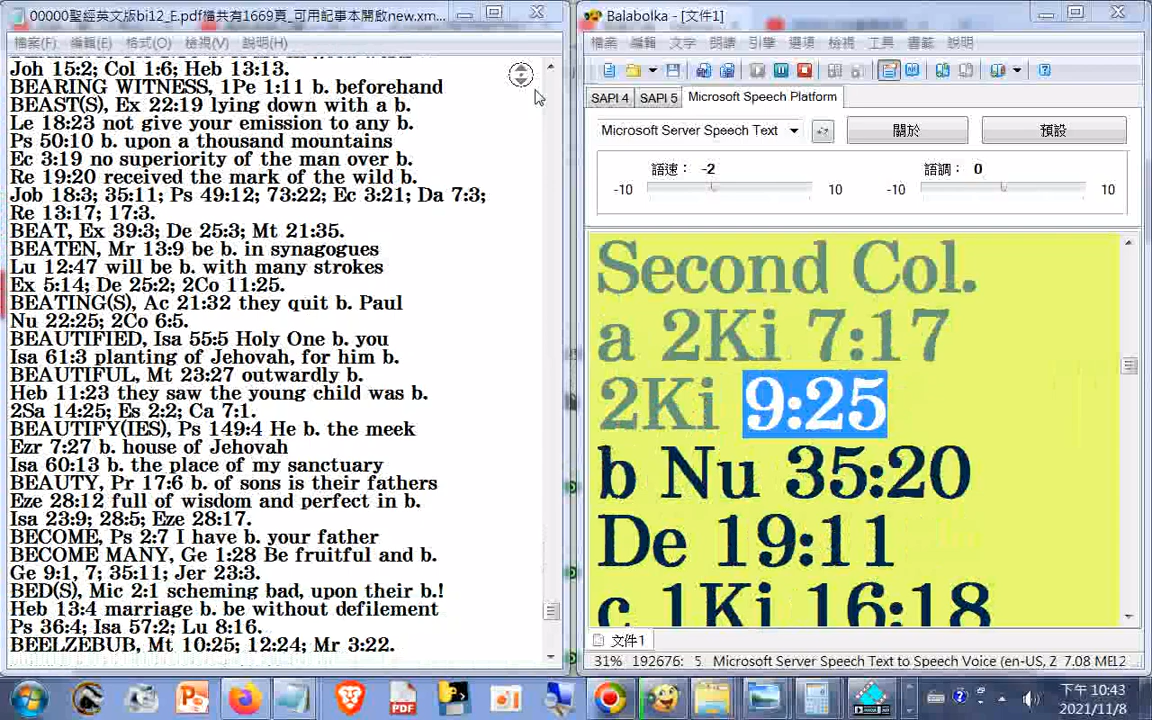 00000聖經英文版bi12_E.pdf檔共有1669頁_可用記事本開啟new.xm...
檔案(F) 編輯(E) 格式(O) 檢視(V) 說明(H)
Joh 15:2; Col 1:6; Heb 13:13.
BEARING WITNESS, 1Pe 1:11 b. beforehand
BEAST(S), Ex 22:19 lying down with a b.
Le 18:23 not give your emission to any b.
Ps 50:10 b. upon a thousand mountains
Ec 3:19 no superiority of the man over b.
Re 19:20 received the mark of the wild b.
Job 18:3; 35:11; Ps 49:12; 73:22; Ec 3:21; Da 7:3;
Re 13:17; 17:3.
BEAT, Ex 39:3; De 25:3; Mt 21:35.
BEATEN, Mr 13:9 be b. in synagogues
Lu 12:47 will be b. with many strokes
Ex 5:14; De 25:2; 2Co 11:25.
BEATING(S), Ac 21:32 they quit b. Paul
Nu 22:25; 2Co 6:5.
BEAUTIFIED, Isa 55:5 Holy One b. you
Isa 61:3 planting of Jehovah, for him b.
BEAUTIFUL, Mt 23:27 outwardly b.
Heb 11:23 they saw the young child was b.
2Sa 14:25; Es 2:2; Ca 7:1.
BEAUTIFY(IES), Ps 149:4 He b. the meek
Ezr 7:27 b. house of Jehovah
Isa 60:13 b. the place of my sanctuary
BEAUTY, Pr 17:6 b. of sons is their fathers
Eze 28:12 full of wisdom and perfect in b.
Isa 23:9; 28:5; Eze 28:17.
BECOME, Ps 2:7 I have b. your father
BECOME MANY, Ge 1:28 Be fruitful and b.
Ge 9:1, 7; 35:11; Jer 23:3.
BED(S), Mic 2:1 scheming bad, upon their b.!
Heb 13:4 marriage b. be without defilement
Ps 36:4; Isa 57:2; Lu 8:16.
BEELZEBUB, Mt 10:25; 12:24; Mr 3:22.
Balabolka - [文件1]
檔案 編輯 文字 朗讀 引擎 選項 檢視 工具 書籤 說明
SAPI 4 SAPI 5 Microsoft Speech Platform
Microsoft Server Speech Text 關於 預設
語速: -2 語調: 0
-10 10 -10 10
Second Col.
a 2Ki 7:17
2Ki 9:25
b Nu 35:20
De 19:11
c 1Ki 16:18
文件1
31% 192676: 5 Microsoft Server Speech Text to Speech Voice (en-US, Z 7.08 ME12
PDF
下午 10:43
2021/11/8